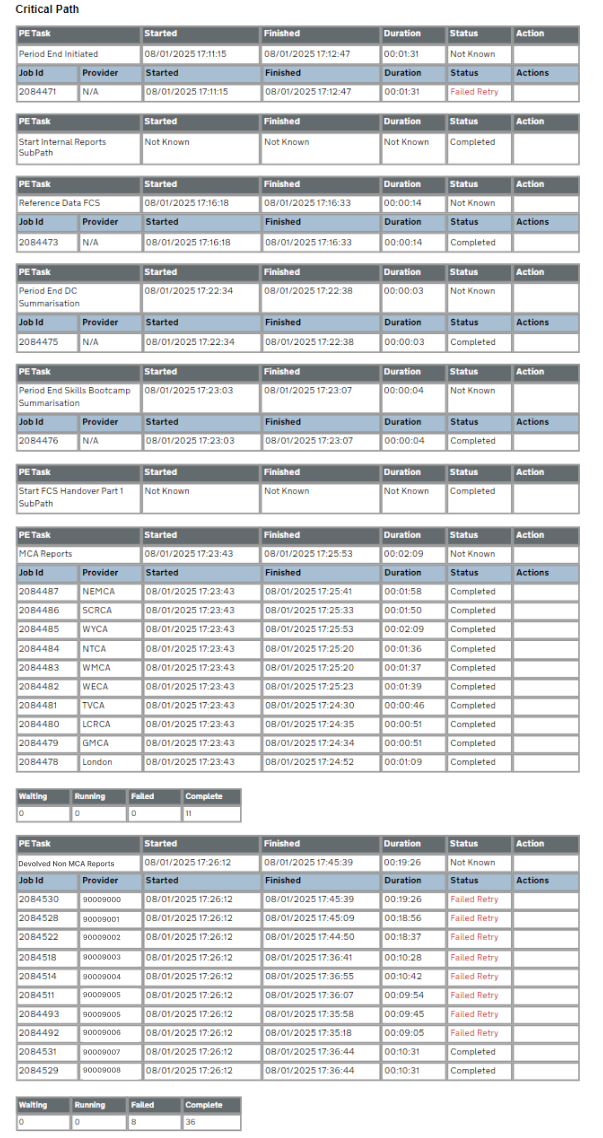 Critical Path
PE Task Started Finished Duration Status Action
Period End Initiated 08/01/2025 17:11:15 08/01/2025 17:12:47 00:01:31 Not Known
Job Id Provider Started Finished Duration Status Actions
2084471 N/A 08/01/2025 17:11:15 08/01/2025 17:12:47 00:01:31 Failed Retry
PE Task Started Finished Duration Status Action
Start Internal Reports Not Known Not Known Not Known Completed
SubPath
PE Task Started Finished Duration Status Action
Reference Data FCS 08/01/2025 17:16:18 08/01/2025 17:16:33 00:00:14 Not Known
Job Id Provider Started Finished Duration Status Actions
2084473 N/A 08/01/2025 17:16:18 08/01/2025 17:16:33 00:00:14 Completed
PE Task Started Finished Duration Status Action
Period End DC 08/01/2025 17:22:34 08/01/2025 17:22:38 00:00:03 Not Known
Summarisation
Job Id Provider Started Finished Duration Status Actions
2084475 N/A 08/01/2025 17:22:34 08/01/2025 17:22:38 00:00:03 Completed
PE Task Started Finished Duration Status Action
Period End Skills Bootcamp 08/01/2025 17:23:03 08/01/2025 17:23:07 00:00:04 Not Known
Summarisation
Job Id Provider Started Finished Duration Status Actions
2084476 N/A 08/01/2025 17:23:03 08/01/2025 17:23:07 00:00:04 Completed
PE Task Started Finished Duration Status Action
Start FCS Handover Part 1 Not Known Not Known Not Known Completed
SubPath
PE Task Started Finished Duration Status Action
MCA Reports 08/01/2025 17:23:43 08/01/2025 17:25:53 00:02:09 Not Known
Job Id Provider Started Finished Duration Status Actions
2084487 NEMCA 08/01/2025 17:23:43 08/01/2025 17:25:41 00:01:58 Completed
2084486 SCRCA 08/01/2025 17:23:43 08/01/2025 17:25:33 00:01:50 Completed
2084485 WYCA 08/01/2025 17:23:43 08/01/2025 17:25:53 00:02:09 Completed
2084484 NTCA 08/01/2025 17:23:43 08/01/2025 17:25:20 00:01:36 Completed
2084483 WMCA 08/01/2025 17:23:43 08/01/2025 17:25:20 00:01:37 Completed
2084482 WECA 08/01/2025 17:23:43 08/01/2025 17:25:23 00:01:39 Completed
2084481 TVCA 08/01/2025 17:23:43 08/01/2025 17:24:30 00:00:46 Completed
2084480 LCRCA 08/01/2025 17:23:43 08/01/2025 17:24:35 00:00:51 Completed
2084479 GMCA 08/01/2025 17:23:43 08/01/2025 17:24:34 00:00:51 Completed
2084478 London 08/01/2025 17:23:43 08/01/2025 17:24:52 00:01:09 Completed
Waiting Running Failed Complete
0 0 0 11
PE Task Started Finished Duration Status Action
Devolved Non MCA Reports 08/01/2025 17:26:12 08/01/2025 17:45:39 00:19:26 Not Known
Job Id Provider Started Finished Duration Status Actions
2084530 90009000 08/01/2025 17:26:12 08/01/2025 17:45:39 00:19:26 Failed Retry
2084528 90009001 08/01/2025 17:26:12 08/01/2025 17:45:09 00:18:56 Failed Retry
2084522 90009002 08/01/2025 17:26:12 08/01/2025 17:44:50 00:18:37 Failed Retry
2084518 90009003 08/01/2025 17:26:12 08/01/2025 17:36:41 00:10:28 Failed Retry
2084514 90009004 08/01/2025 17:26:12 08/01/2025 17:36:55 00:10:42 Failed Retry
2084511 90009005 08/01/2025 17:26:12 08/01/2025 17:36:07 00:09:54 Failed Retry
2084493 90009005 08/01/2025 17:26:12 08/01/2025 17:35:58 00:09:45 Failed Retry
2084492 90009006 08/01/2025 17:26:12 08/01/2025 17:35:18 00:09:05 Failed Retry
2084531 90009007 08/01/2025 17:26:12 08/01/2025 17:36:44 00:10:31 Completed
2084529 90009008 08/01/2025 17:26:12 08/01/2025 17:36:44 00:10:31 Completed
Waiting Running Failed Complete
0 0 8 36